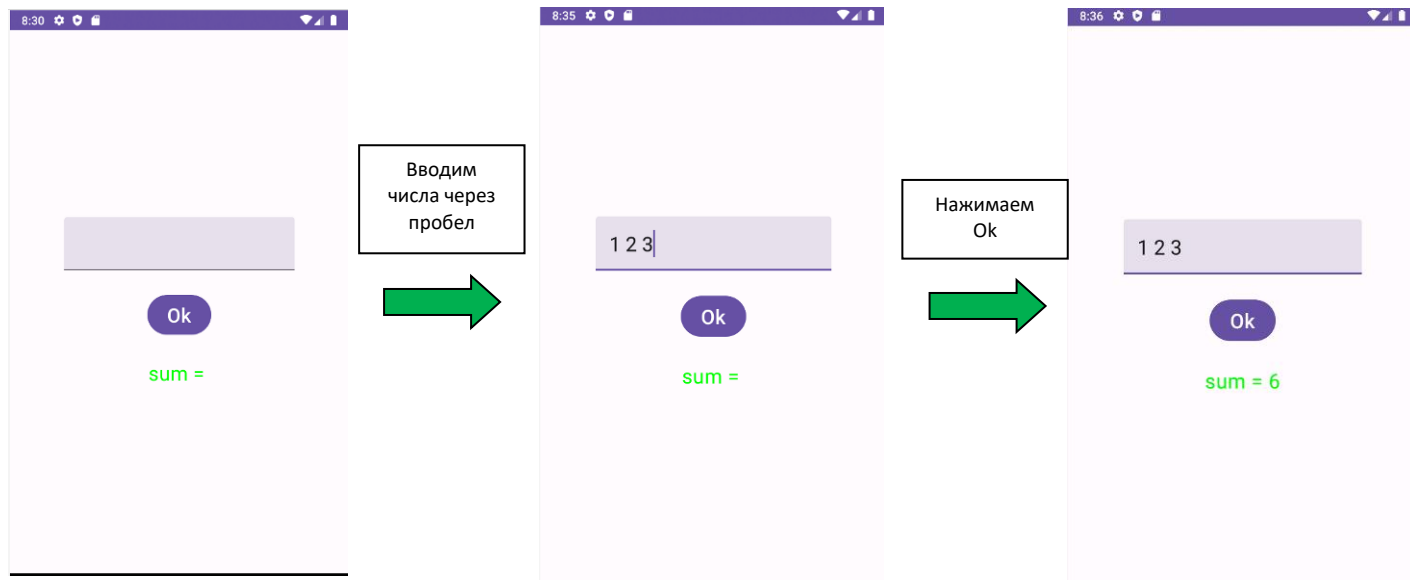 8:30
Ok
sum =
Вводим
числа через
пробел
8:35
1 2 3
Ok
sum =
Нажимаем
Ok
8:36
1 2 3
Ok
sum = 6